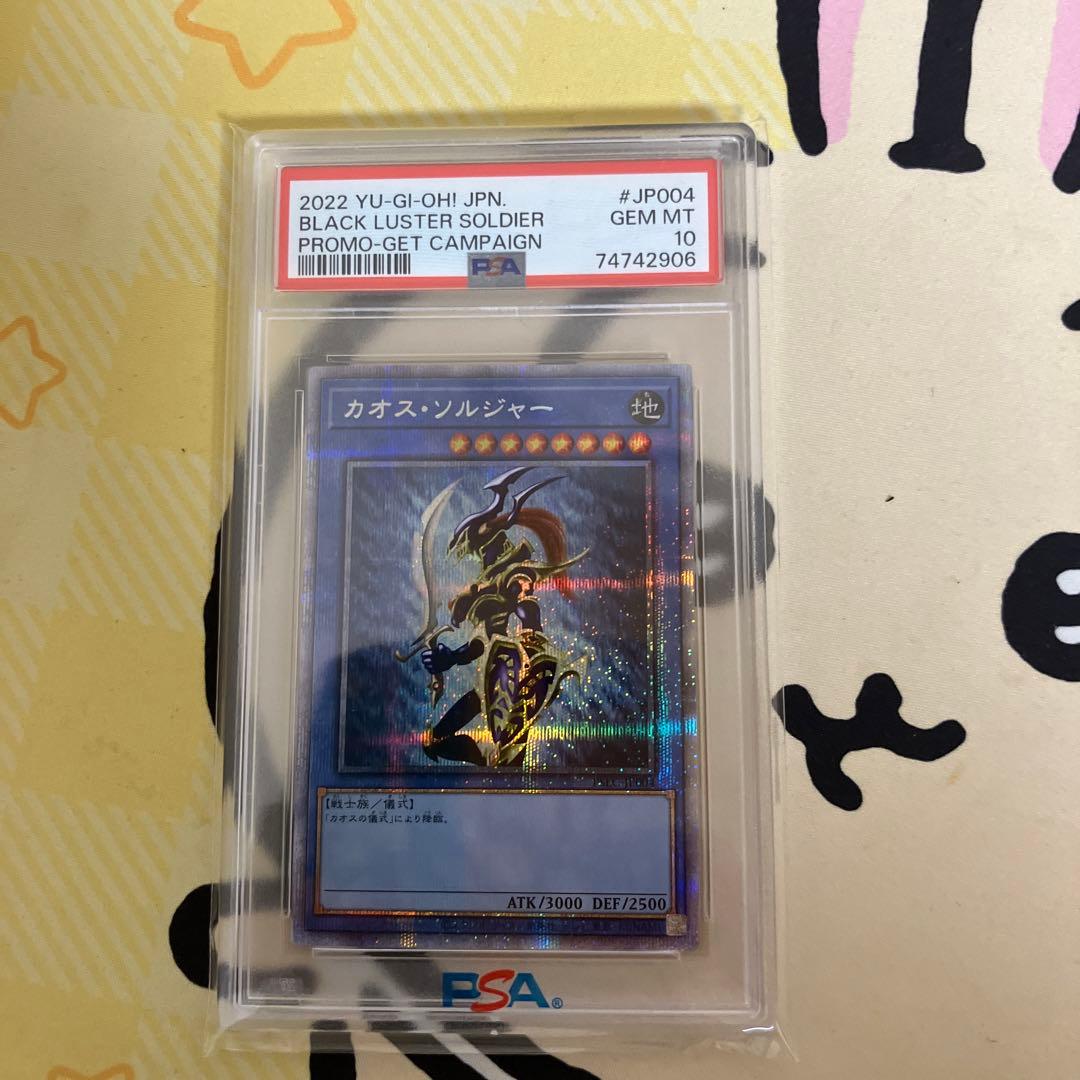 2022 YU-GI-OH! JPN. #JP004
BLACK LUSTER SOLDIER GEM MT
PROMO-GET CAMPAIGN 10
PSA 74742906
カオス・ソルジャー 地
【戦士族／儀式】
「カオスの儀式」により降臨。
ATK/3000 DEF/2500
PSA®